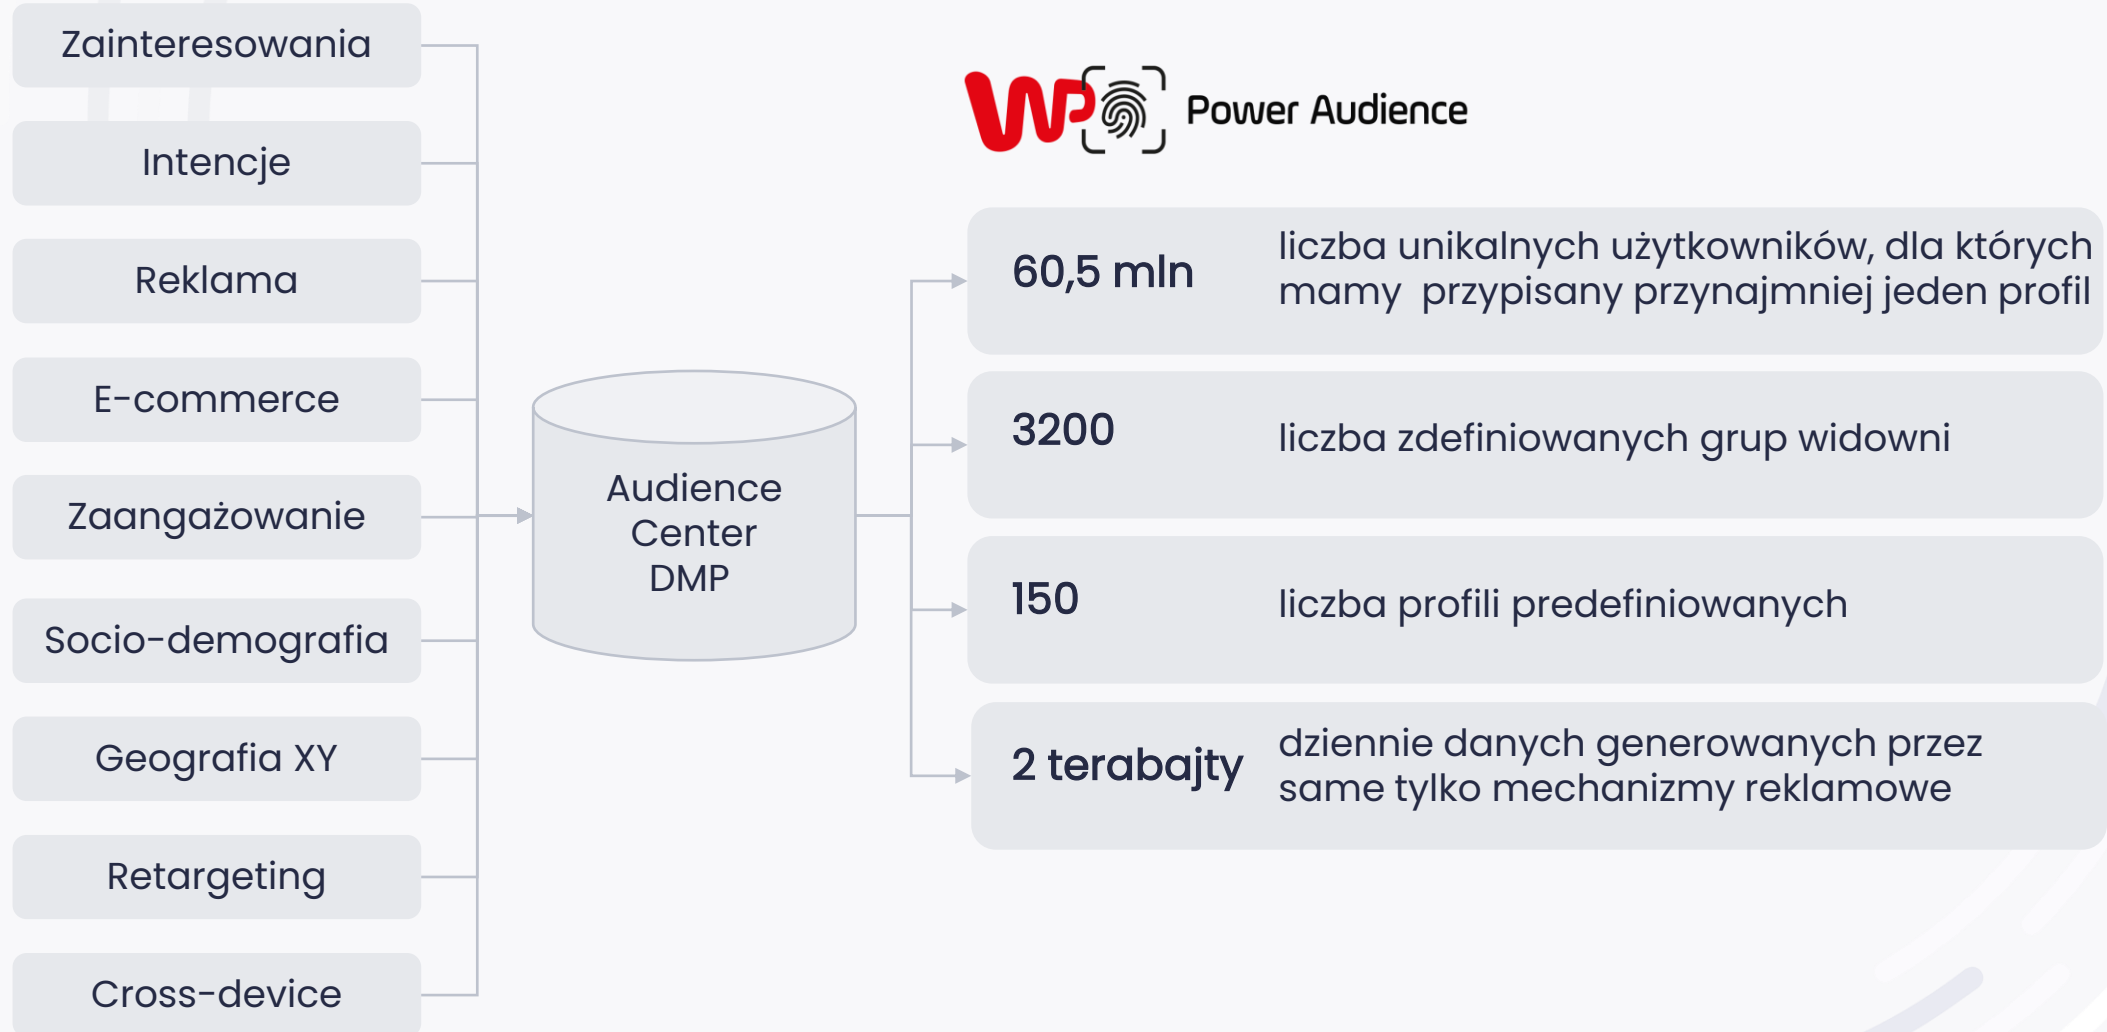 Zainteresowania
Intencje
Reklama
E-commerce
Zaangażowanie
Socio-demografia
Geografia XY
Retargeting
Cross-device
Audience
Center
DMP
WP Power Audience
60,5 mln
liczba unikalnych użytkowników, dla których
mamy przypisany przynajmniej jeden profil
3200
liczba zdefiniowanych grup widowni
150
liczba profili predefiniowanych
2 terabajty
dziennie danych generowanych przez
same tylko mechanizmy reklamowe